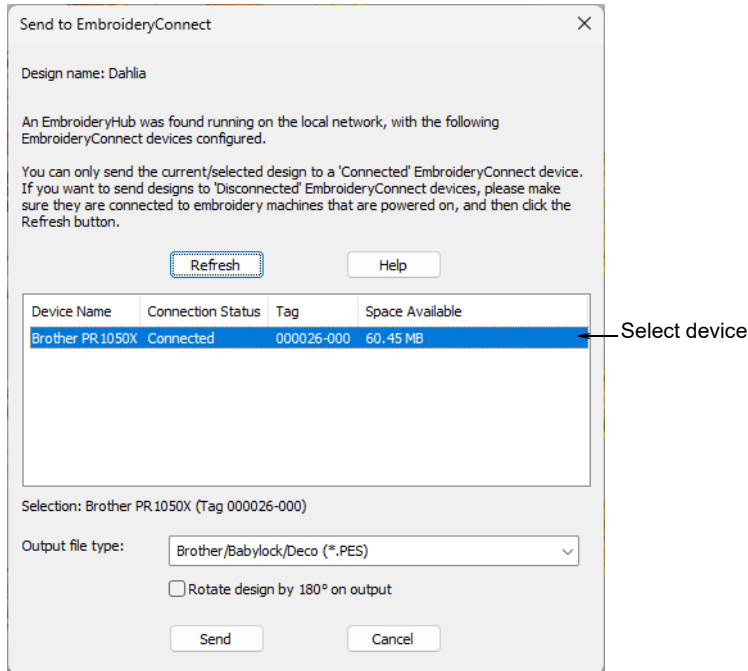 Send to EmbroideryConnect
Design name: Dahlia
An EmbroideryHub was found running on the local network, with the following
EmbroideryConnect devices configured.
You can only send the current/selected design to a 'Connected' EmbroideryConnect device.
If you want to send designs to 'Disconnected' EmbroideryConnect devices, please make
sure they are connected to embroidery machines that are powered on, and then click the
Refresh button.
Refresh Help
Device Name Connection Status Tag Space Available
Brother PR1050X Connected 000026-000 60.45 MB
Select device
Selection: Brother PR1050X (Tag 000026-000)
Output file type: Brother/Babylock/Deco (*.PES)
Rotate design by 180° on output
Send Cancel